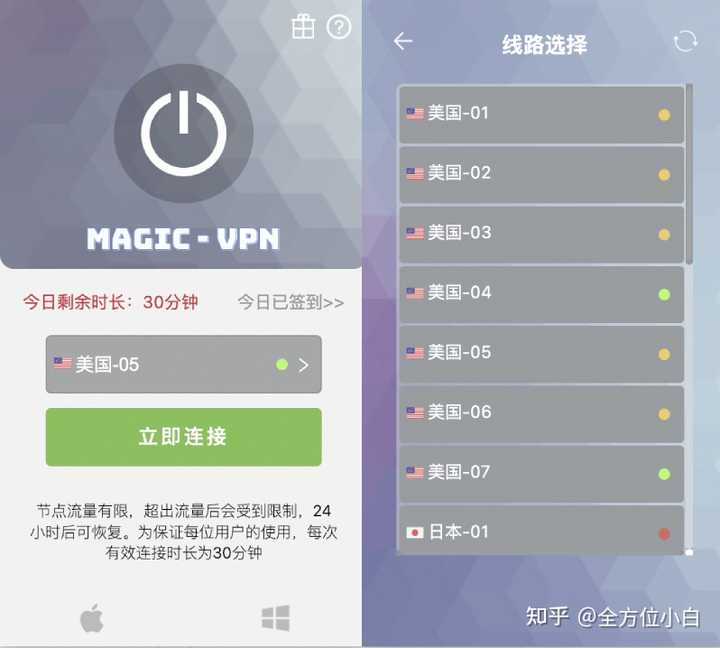 MAGIC - VPN
今日剩余时长：30分钟
今日已签到>>
美国-05
立即连接
节点流量有限，超出流量后会受到限制，24
小时后可恢复。为保证每位用户的使用，每次
有效连接时长为30分钟
线路选择
美国-01
美国-02
美国-03
美国-04
美国-05
美国-06
美国-07
日本-01
知乎 @全方位小白